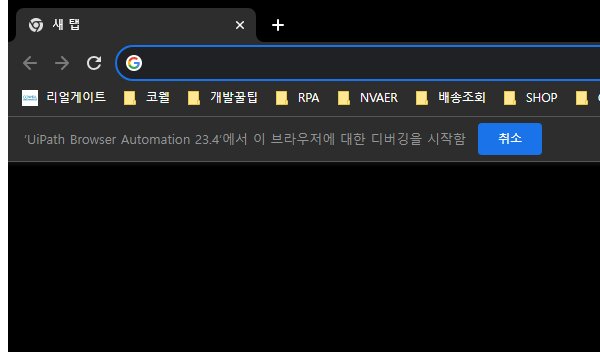 새 탭
리얼게이트 코웰 개발꿀팁 RPA NVAER 배송조회 SHOP
'UiPath Browser Automation 23.4'에서 이 브라우저에 대한 디버깅을 시작함 취소